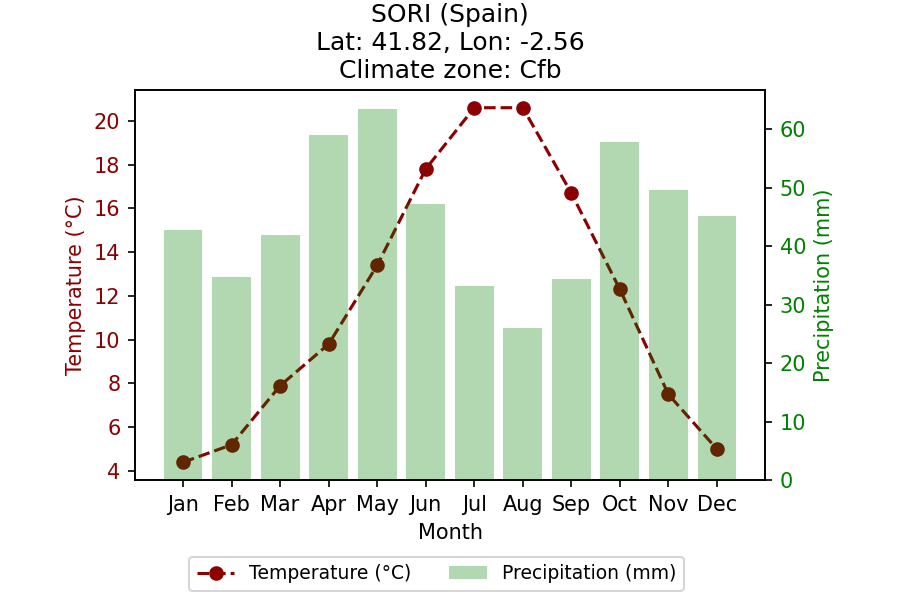 SORI (Spain)
Lat: 41.82, Lon: -2.56
Climate zone: Cfb
Temperature (°C)
20
18
16
14
12
10
8
6
4
Precipitation (mm)
60
50
40
30
20
10
0
Jan Feb Mar Apr May Jun Jul Aug Sep Oct Nov Dec
Month
Temperature (°C) Precipitation (mm)